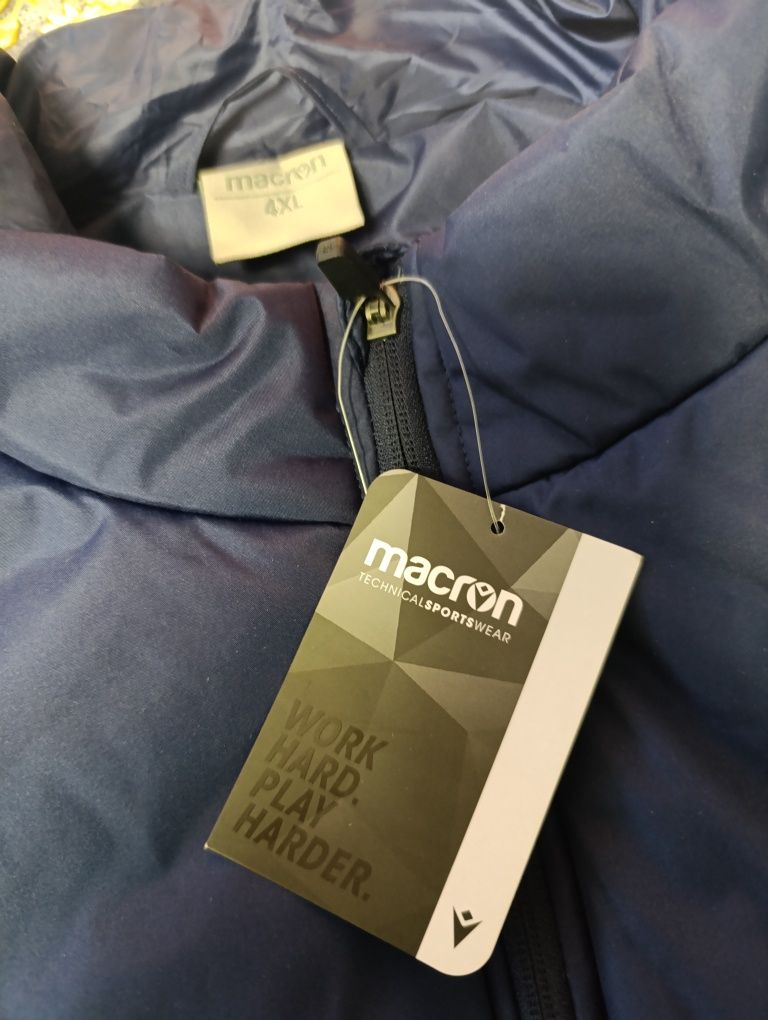 macron
4XL
macron
TECHNICALSPORTSWEAR
WORK
HARD.
PLAY
HARDER.